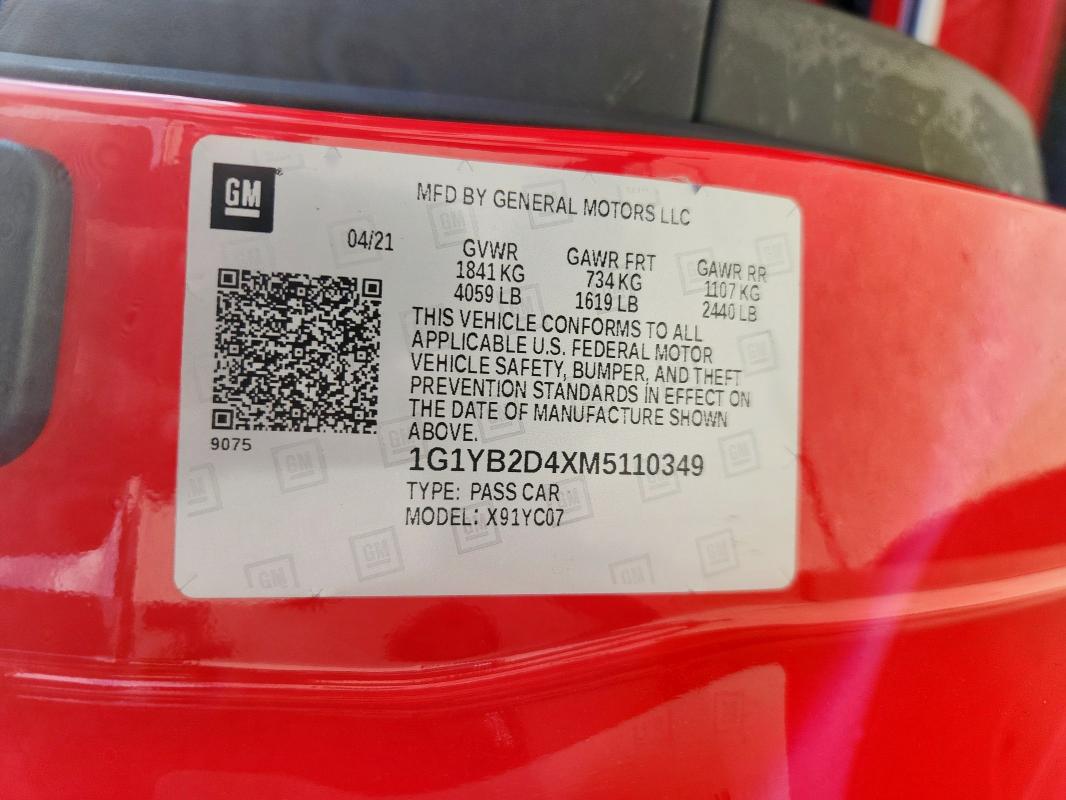 GM
MFD BY GENERAL MOTORS LLC
04/21
GVWR GAWR FRT GAWR RR
1841 KG 734 KG 1107 KG
4059 LB 1619 LB 2440 LB
THIS VEHICLE CONFORMS TO ALL
APPLICABLE U.S. FEDERAL MOTOR
VEHICLE SAFETY, BUMPER, AND THEFT
PREVENTION STANDARDS IN EFFECT ON
THE DATE OF MANUFACTURE SHOWN
ABOVE.
9075
1G1YB2D4XM5110349
TYPE: PASS CAR
MODEL: X91YC07